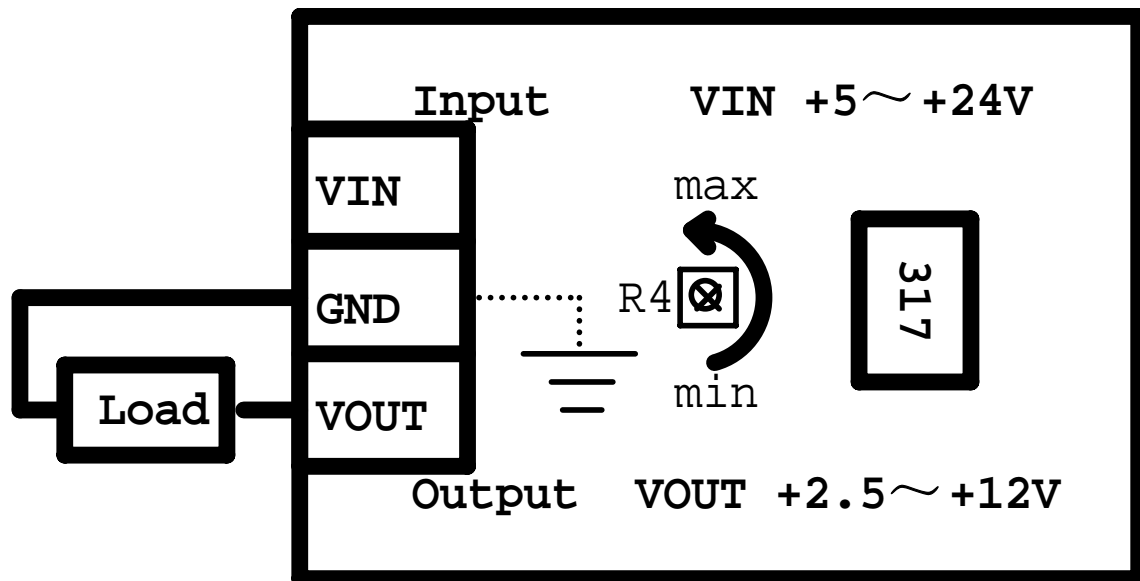 Input VIN +5～+24V
max
VIN
317
R4
GND
min
Load
VOUT
Output VOUT +2.5～+12V